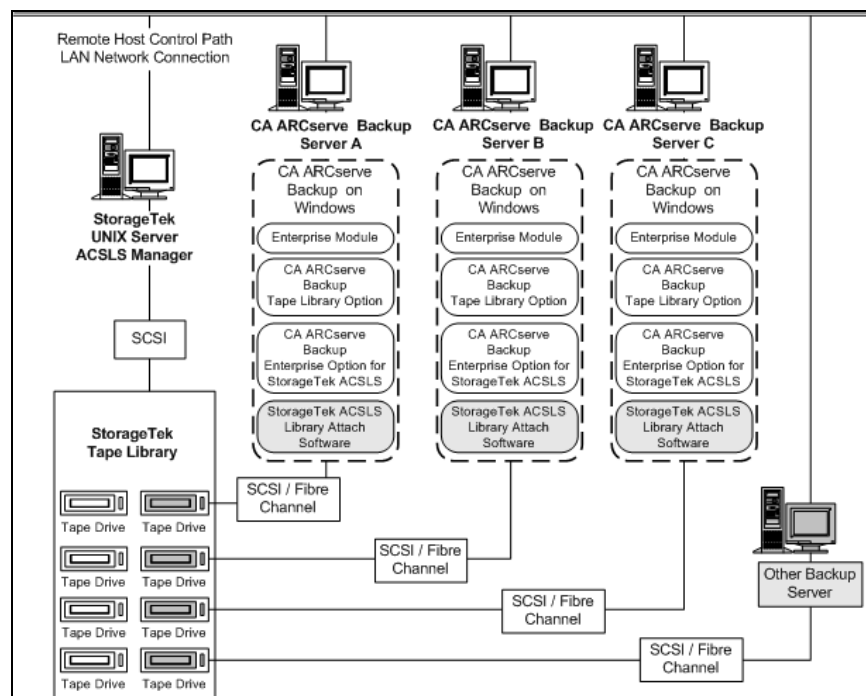 Remote Host Control Path
LAN Network Connection
StorageTek
UNIX Server
ACSLS Manager
SCSI
StorageTek
Tape Library
Tape Drive
Tape Drive
Tape Drive
Tape Drive
Tape Drive
Tape Drive
Tape Drive
Tape Drive
CA ARCserve Backup
Server A
CA ARCserve
Backup on
Windows
Enterprise Module
CA ARCserve
Backup
Tape Library Option
CA ARCserve
Backup
Enterprise Option for
StorageTek ACSLS
StorageTek ACSLS
Library Attach
Software
SCSI / Fibre
Channel
CA ARCserve Backup
Server B
CA ARCserve
Backup on
Windows
Enterprise Module
CA ARCserve
Backup
Tape Library Option
CA ARCserve
Backup
Enterprise Option for
StorageTek ACSLS
StorageTek ACSLS
Library Attach
Software
SCSI / Fibre
Channel
CA ARCserve Backup
Server C
CA ARCserve
Backup on
Windows
Enterprise Module
CA ARCserve
Backup
Tape Library Option
CA ARCserve
Backup
Enterprise Option for
StorageTek ACSLS
StorageTek ACSLS
Library Attach
Software
SCSI / Fibre
Channel
Other Backup
Server
SCSI / Fibre
Channel